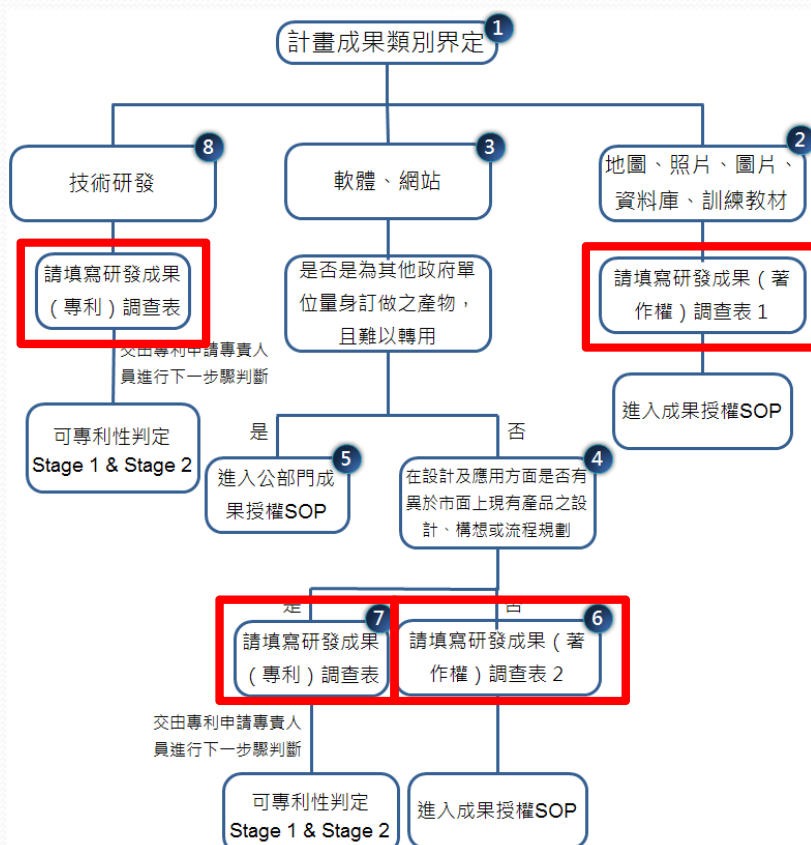 計畫成果類別界定
1
8
技術研發
3
軟體、網站
2
地圖、照片、圖片、
資料庫、訓練教材
請填寫研發成果
（專利）調查表
是否是為其他政府單
位量身訂做之產物，
且難以轉用
請填寫研發成果（著
作權）調查表 1
交由專利申請專責人
員進行下一步驟判斷
可專利性判定
Stage 1 & Stage 2
進入成果授權SOP
是
否
5
進入公部門成
果授權SOP
4
在設計及應用方面是否有
異於市面上現有產品之設
計、構想或流程規劃
是
否
7
請填寫研發成果
（專利）調查表
6
請填寫研發成果（著
作權）調查表 2
交由專利申請專責人
員進行下一步驟判斷
可專利性判定
Stage 1 & Stage 2
進入成果授權SOP